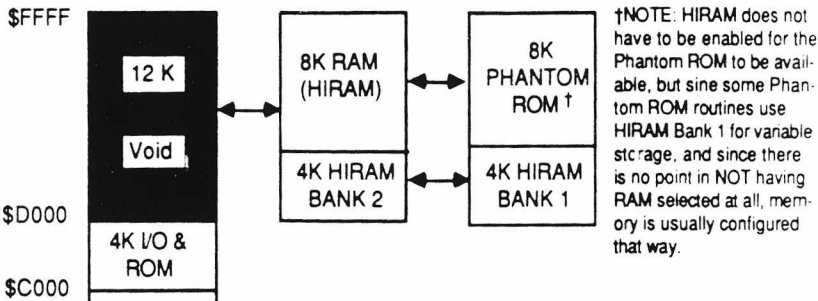 $FFFF
12 K
Void
$D000
4K I/O &
ROM
$C000
8K RAM
(HIRAM)
4K HIRAM
BANK 2
8K
PHANTOM
ROM †
4K HIRAM
BANK 1
†NOTE: HIRAM does not
have to be enabled for the
Phantom ROM to be avail-
able, but sine some Phan-
tom ROM routines use
HIRAM Bank 1 for variable
storage, and since there
is no point in NOT having
RAM selected at all, mem-
ory is usually configured
that way.